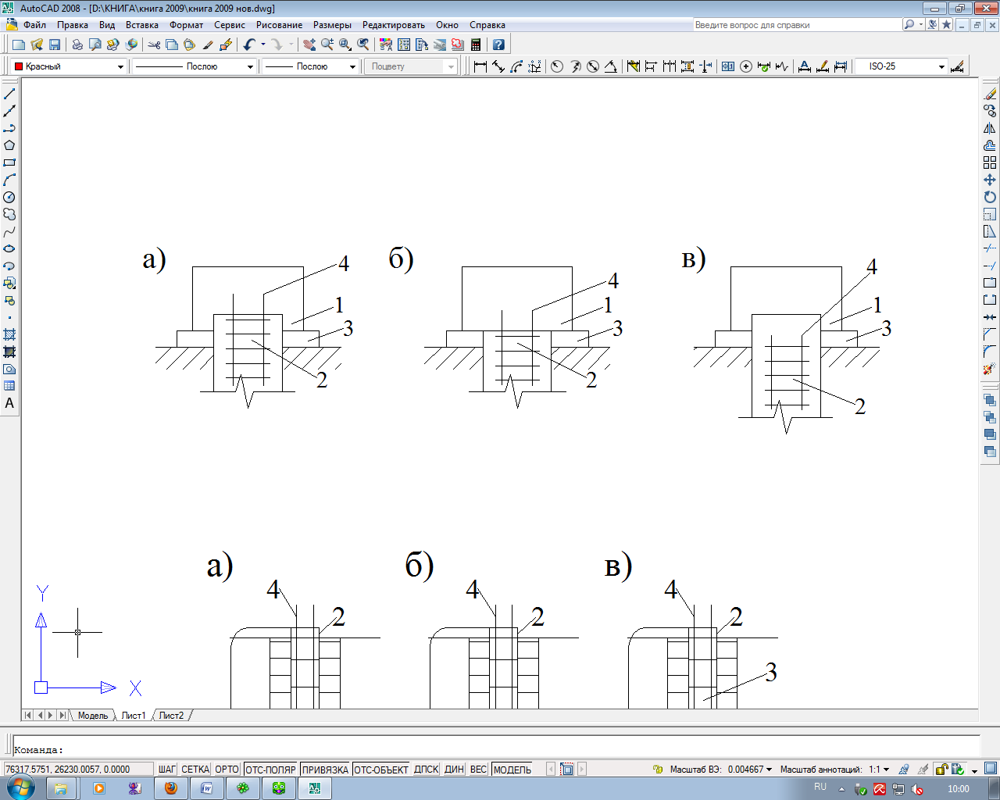 AutoCAD 2008 - [D:\КНИГА\книга 2009\книга 2009 нов.dwg]
Файл Правка Вид Вставка Формат Сервис Рисование Размеры Редактировать Окно Справка
Введите вопрос для справки
Красный Послою Послою Поцвету ISO-25
A
а) 4 1 3 2
б) 4 1 3 2
в) 4 1 3 2
а) 4 2
б) 4 2
в) 4 2 3
Y
X
Модель Лист1 Лист2
Команда:
76317.5751, 26230.0057, 0.0000 ШАГ СЕТКА ОРТО ОТС-ПОЛЯР ПРИВЯЗКА ОТС-ОБЪЕКТ ДПСК ДИН ВЕС МОДЕЛЬ Масштаб ВЭ: 0.004667 Масштаб аннотаций: 1:1
RU 10:00